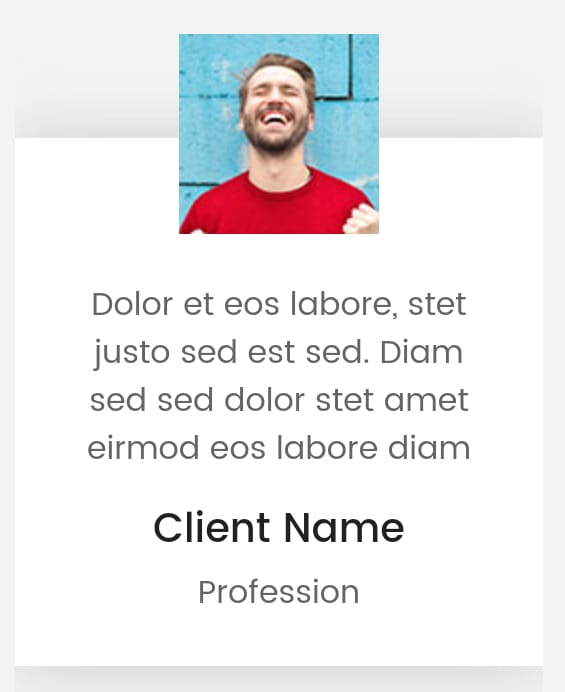 Dolor et eos labore, stet
justo sed est sed. Diam
sed sed dolor stet amet
eirmod eos labore diam
Client Name
Profession